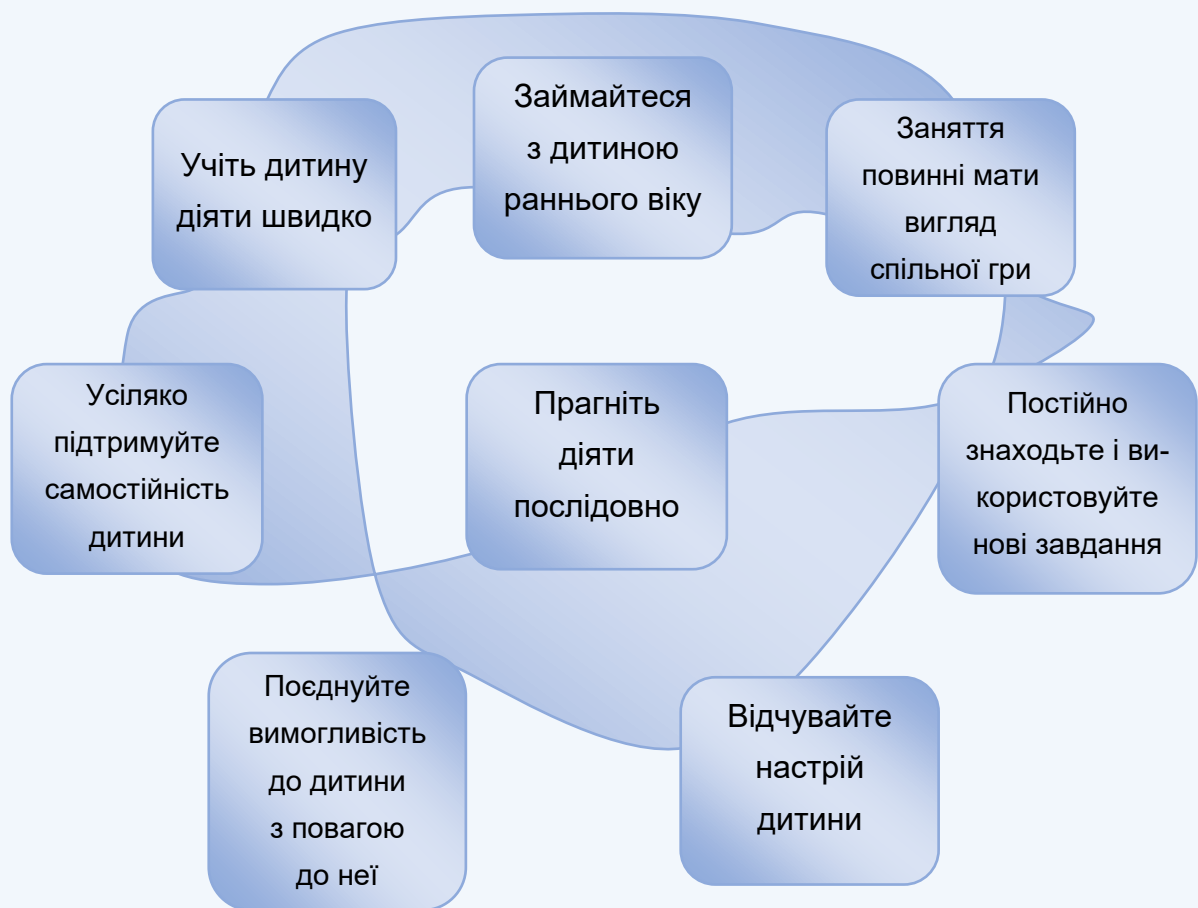 Учіть дитину
діяти швидко
Займайтеся
з дитиною
раннього віку
Заняття
повинні мати
вигляд
спільної гри
Усіляко
підтримуйте
самостійність
дитини
Прагніть
діяти
послідовно
Постійно
знаходьте і ви-
користовуйте
нові завдання
Поєднуйте
вимогливість
до дитини
з повагою
до неї
Відчувайте
настрій
дитини